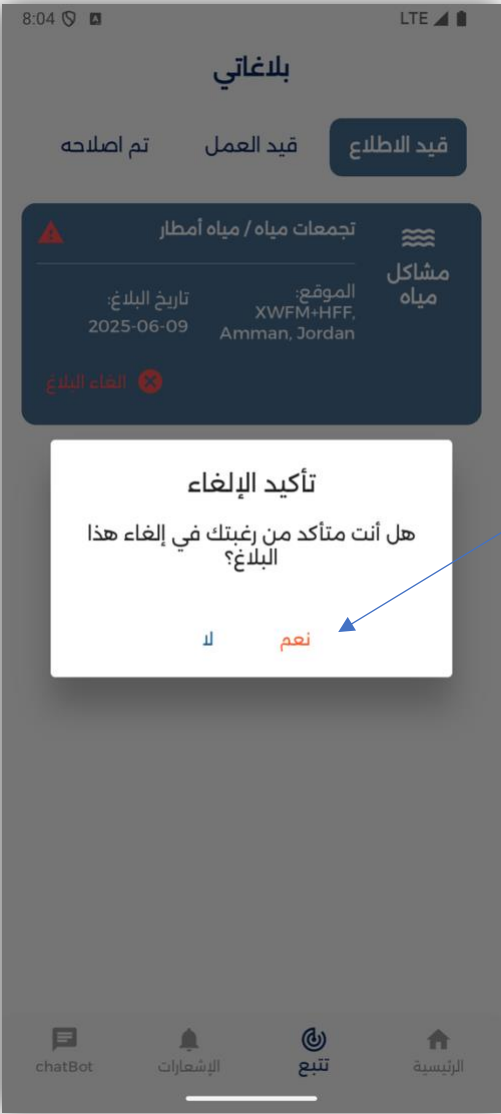 8:04 LTE
بلاغاتي
قيد الاطلاع قيد العمل تم اصلاحه
تجمعات مياه / مياه أمطار
مشاكل
مياه
الموقع:
XWFM+HFF,
Amman, Jordan
تاريخ البلاغ:
2025-06-09
الغاء البلاغ
تأكيد الإلغاء
هل أنت متأكد من رغبتك في إلغاء هذا
البلاغ؟
نعم لا
الرئيسية تتبع الإشعارات chatBot